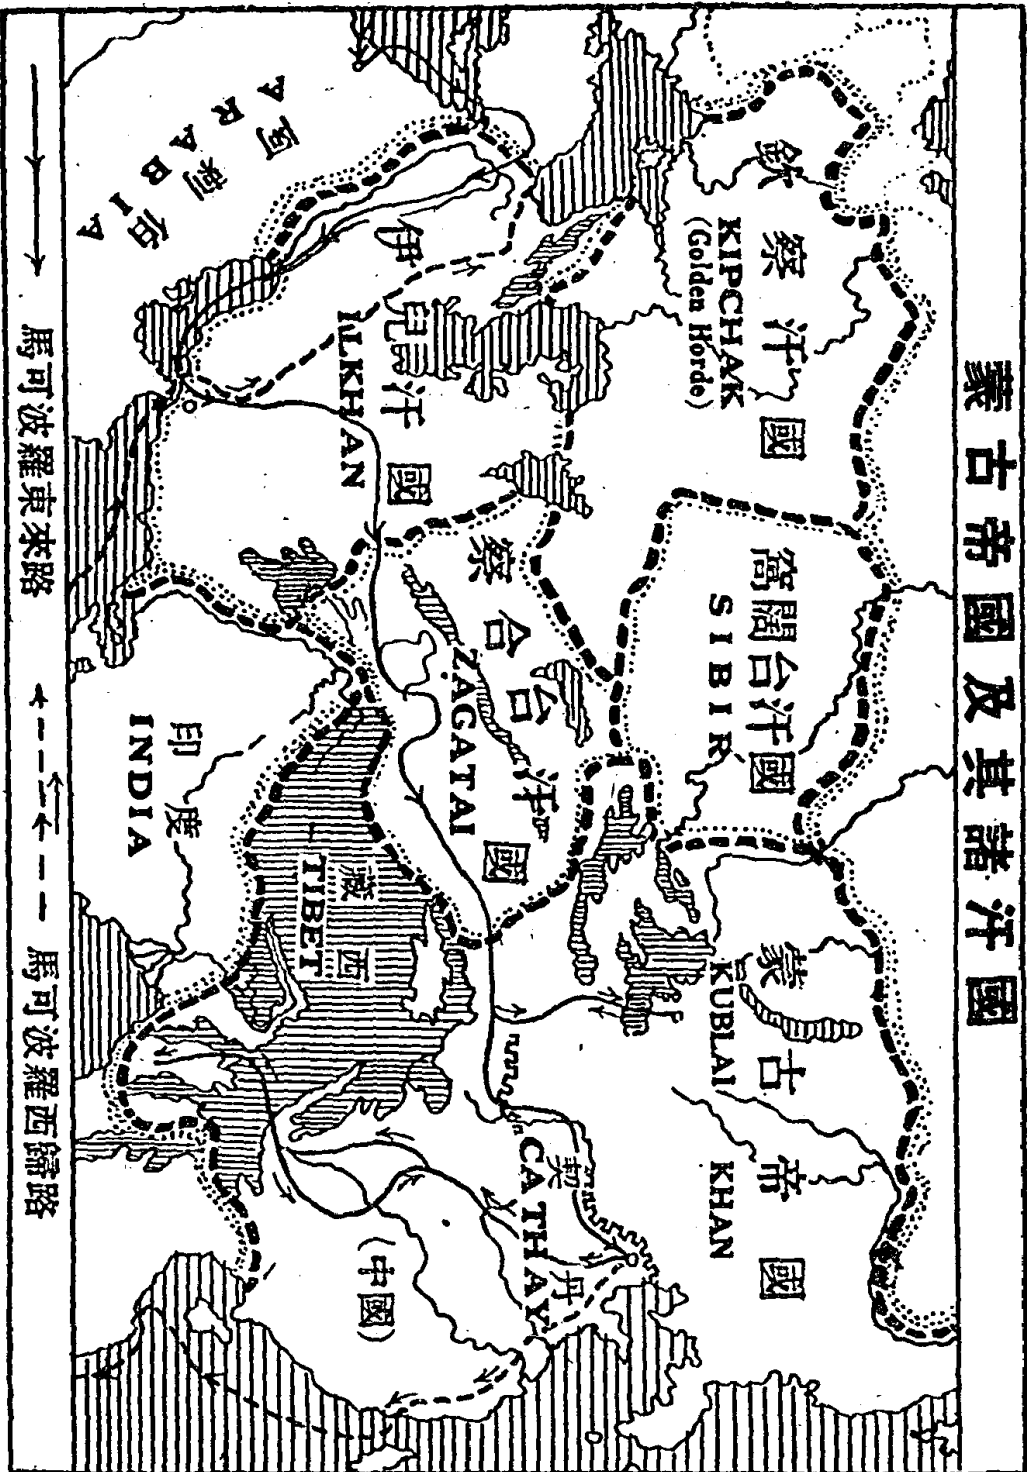 蒙古帝國及其諸汗國
欽察汗國
KIPCHAK
(Golden Horde)
窩闊台汗國
SIBIR
蒙古帝國
KUBLAI KHAN
伊兒汗國
ILKHAN
察合台汗國
ZAGATAI
契丹
CATHAY
(中國)
阿剌伯
ARABIA
印度
INDIA
西藏
TIBET
馬可波羅東來路
馬可波羅西歸路